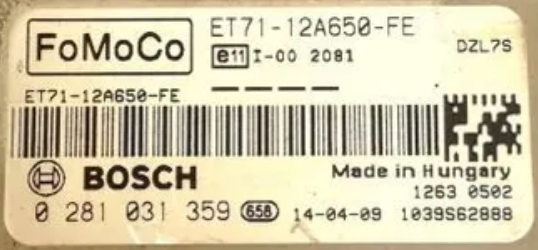 FoMoCo
ET71-12A650-FE
e11 I-00 2081
DZL7S
ET71-12A650-FE
BOSCH
Made in Hungary
1263 0502
0 281 031 359 658 14-04-09 1039S62888